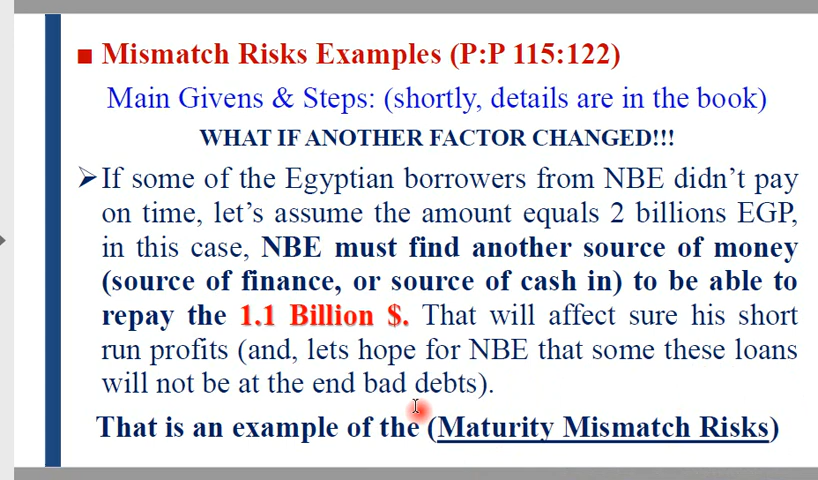 ■ Mismatch Risks Examples (P:P 115:122)
Main Givens & Steps: (shortly, details are in the book)
WHAT IF ANOTHER FACTOR CHANGED!!!
➢If some of the Egyptian borrowers from NBE didn’t pay
on time, let’s assume the amount equals 2 billions EGP,
in this case, NBE must find another source of money
(source of finance, or source of cash in) to be able to
repay the 1.1 Billion $. That will affect sure his short
run profits (and, lets hope for NBE that some these loans
will not be at the end bad debts).
That is an example of the (Maturity Mismatch Risks)